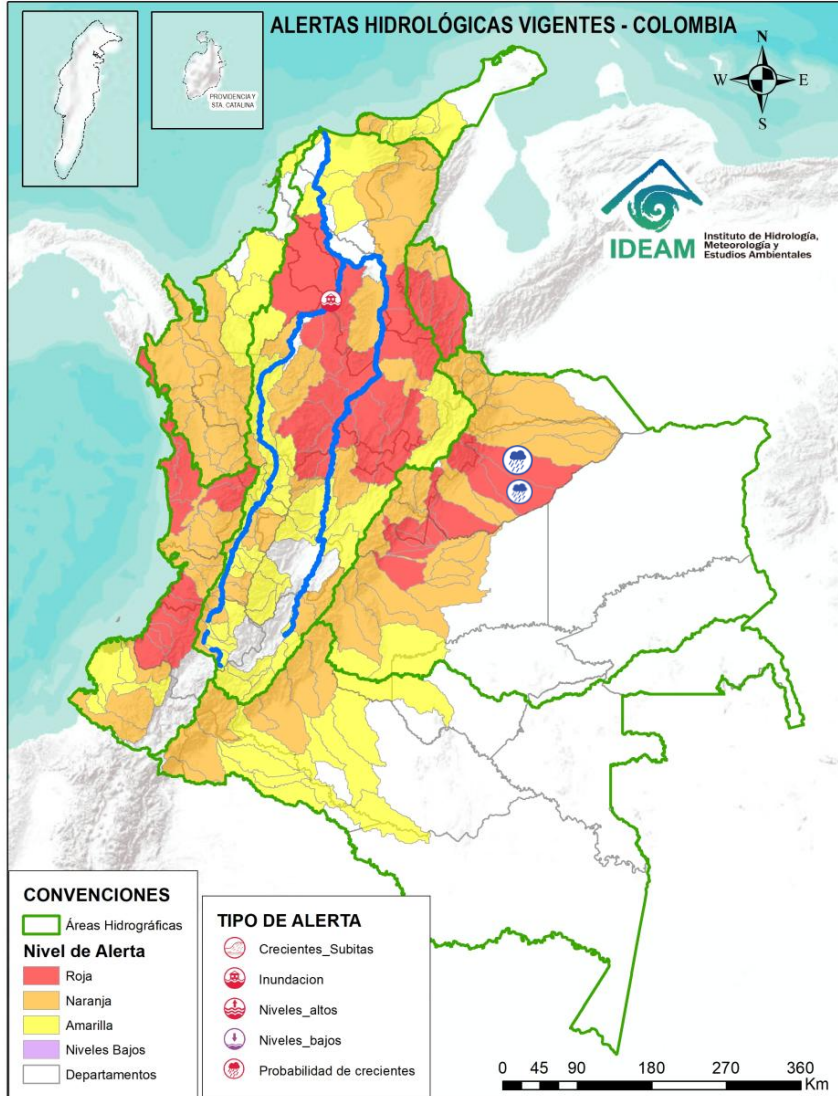 ALERTAS HIDROLÓGICAS VIGENTES - COLOMBIA
PROVIDENCIA Y
STA. CATALINA
N
W
E
S
IDEAM
Instituto de Hidrología,
Meteorología y
Estudios Ambientales
CONVENCIONES
Áreas Hidrográficas
Nivel de Alerta
Roja
Naranja
Amarilla
Niveles Bajos
Departamentos
TIPO DE ALERTA
Crecientes_Subitas
Inundacion
Niveles_altos
Niveles_bajos
Probabilidad de crecientes
0 45 90 180 270 360
Km